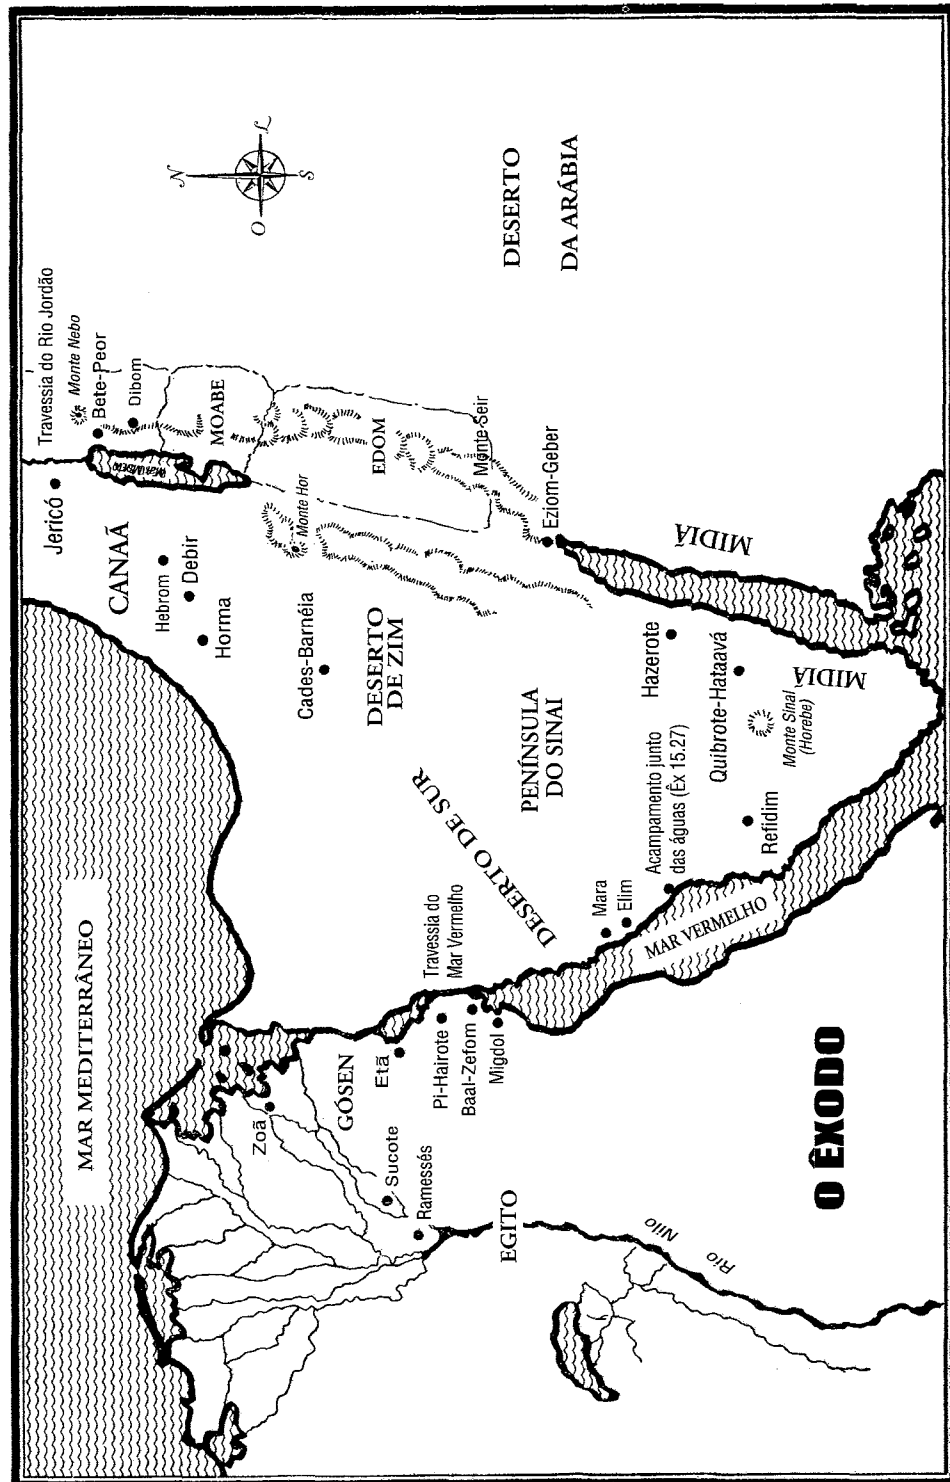 MAR MEDITERRÂNEO
CANAÃ
Jericó
Travessia do Rio Jordão
Monte Nebo
Bete-Peor
Dibom
Hebrom
Debir
Horma
MOABE
N
L
O
S
Zoã
GÓSEN
Etã
Sucote
Ramessés
Pi-Hairote
Baal-Zefom
Migdol
Travessia do
Mar Vermelho
DESERTO DE SUR
Cades-Barnéia
DESERTO
DE ZIM
Monte Hor
EDOM
Monte Seir
Eziom-Geber
DESERTO
DA ARÁBIA
EGITO
PENÍNSULA
DO SINAI
Mara
Elim
Acampamento junto
das águas (Êx 15.27)
Hazerote
Quibrote-Hataavá
Monte Sinai
(Horebe)
Refidim
MIDIÃ
MIDIÃ
MAR VERMELHO
Rio
Nilo
O ÊXODO